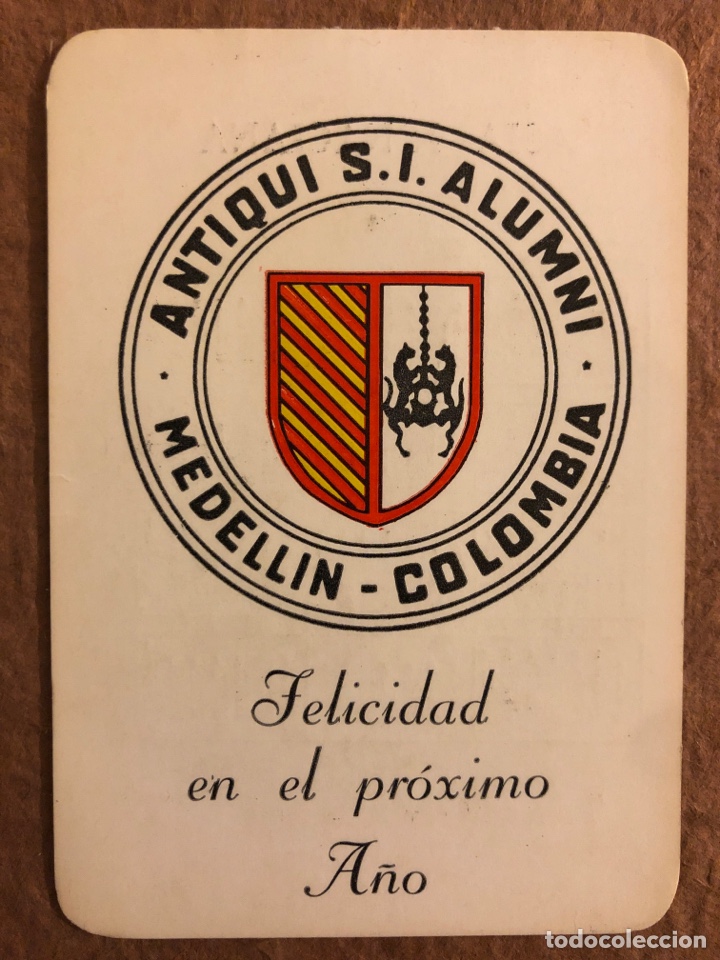 ANTIQUI S.I. ALUMNI
· MEDELLIN - COLOMBIA ·
Felicidad
en el próximo
Año
todocoleccion